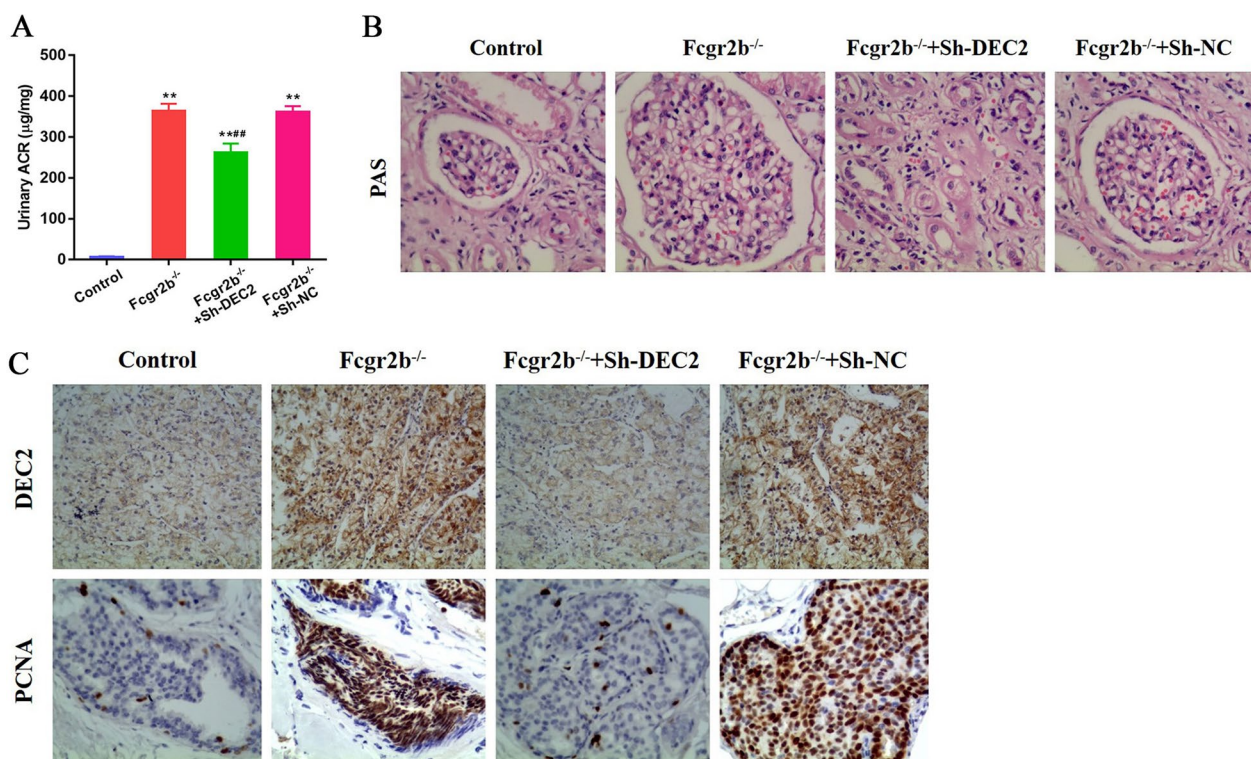 A
Urinary ACR (μg/mg)
500
400
300
200
100
0
**
**##
**
Control
Fcgr2b-/-
Fcgr2b-/-
+Sh-DEC2
Fcgr2b-/-
+Sh-NC
B
Control
Fcgr2b-/-
Fcgr2b-/-+Sh-DEC2
Fcgr2b-/-+Sh-NC
PAS
C
Control
Fcgr2b-/-
Fcgr2b-/-+Sh-DEC2
Fcgr2b-/-+Sh-NC
DEC2
PCNA